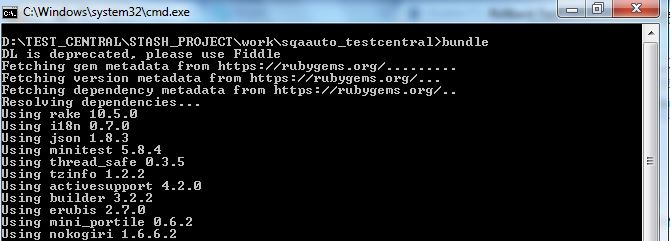 C:\Windows\system32\cmd.exe
D:\TEST_CENTRAL\STASH_PROJECT\work\sqaauto_testcentral>bundle
DL is deprecated, please use Fiddle
Fetching gem metadata from https://rubygems.org/.........
Fetching version metadata from https://rubygems.org/...
Fetching dependency metadata from https://rubygems.org/..
Resolving dependencies...
Using rake 10.5.0
Using i18n 0.7.0
Using json 1.8.3
Using minitest 5.8.4
Using thread_safe 0.3.5
Using tzinfo 1.2.2
Using activesupport 4.2.0
Using builder 3.2.2
Using erubis 2.7.0
Using mini_portile 0.6.2
Using nokogiri 1.6.6.2